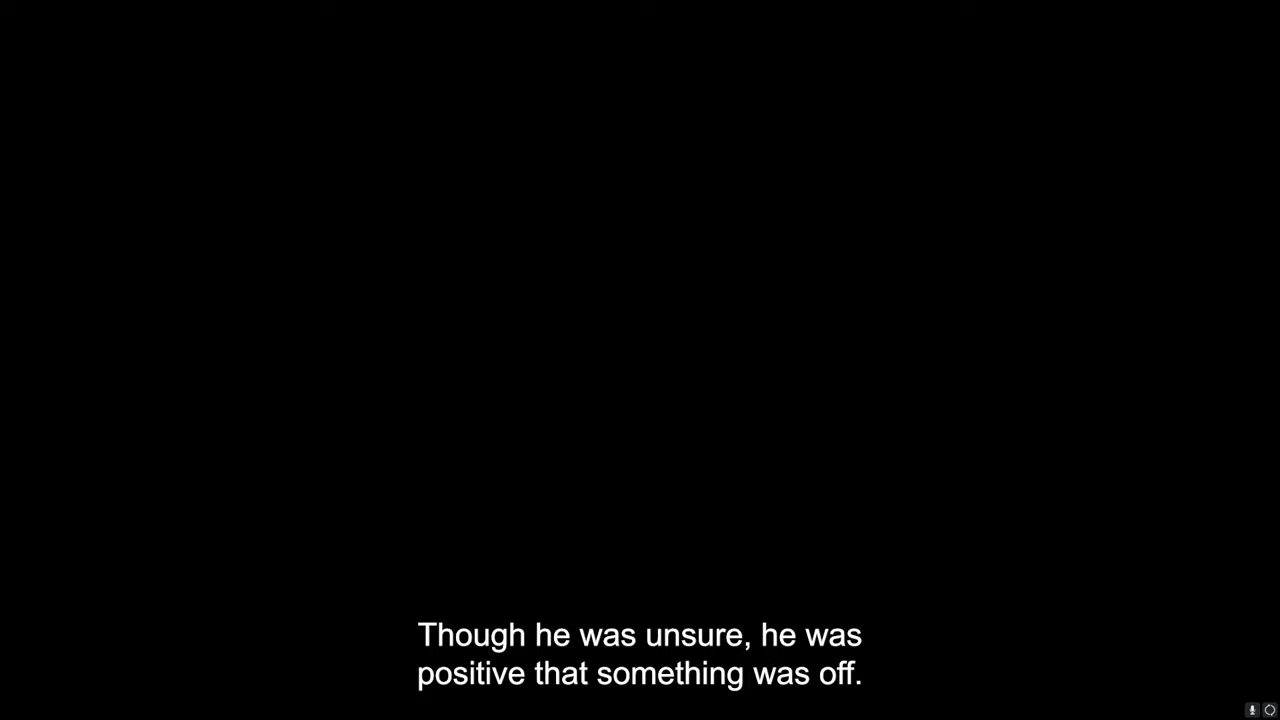 Though he was unsure, he was
positive that something was off.